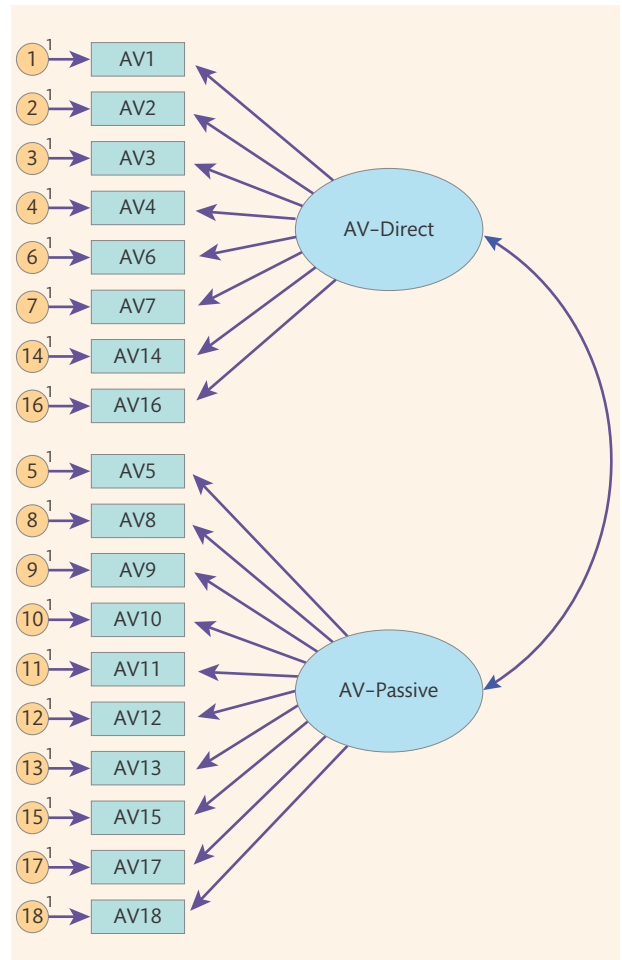 1 1 AV1
2 1 AV2
3 1 AV3
4 1 AV4
6 1 AV6
7 1 AV7
14 1 AV14
16 1 AV16
AV–Direct
5 1 AV5
8 1 AV8
9 1 AV9
10 1 AV10
11 1 AV11
12 1 AV12
13 1 AV13
15 1 AV15
17 1 AV17
18 1 AV18
AV–Passive